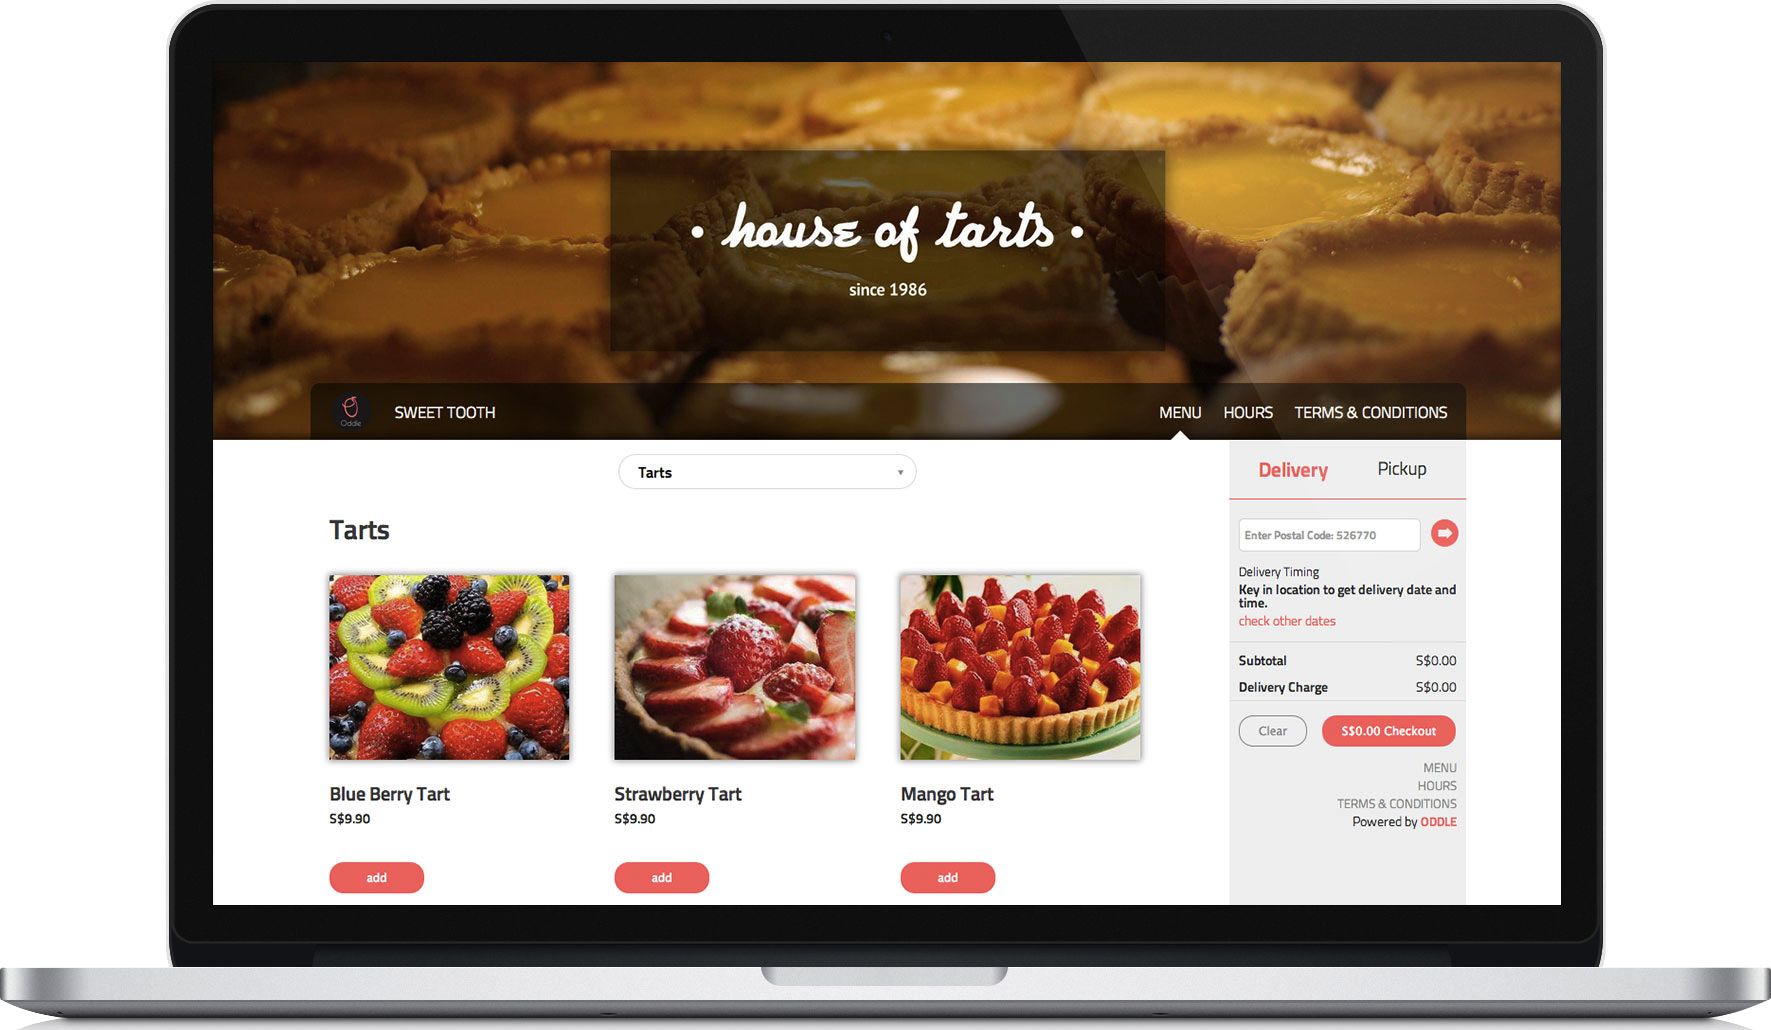 • house of tarts •
since 1986
Oddle
SWEET TOOTH
MENU HOURS TERMS & CONDITIONS
Tarts
Tarts
Blue Berry Tart
S$9.90
add
Strawberry Tart
S$9.90
add
Mango Tart
S$9.90
add
Delivery Pickup
Enter Postal Code: 526770
Delivery Timing
Key in location to get delivery date and
time.
check other dates
Subtotal S$0.00
Delivery Charge S$0.00
Clear S$0.00 Checkout
MENU
HOURS
TERMS & CONDITIONS
Powered by ODDLE